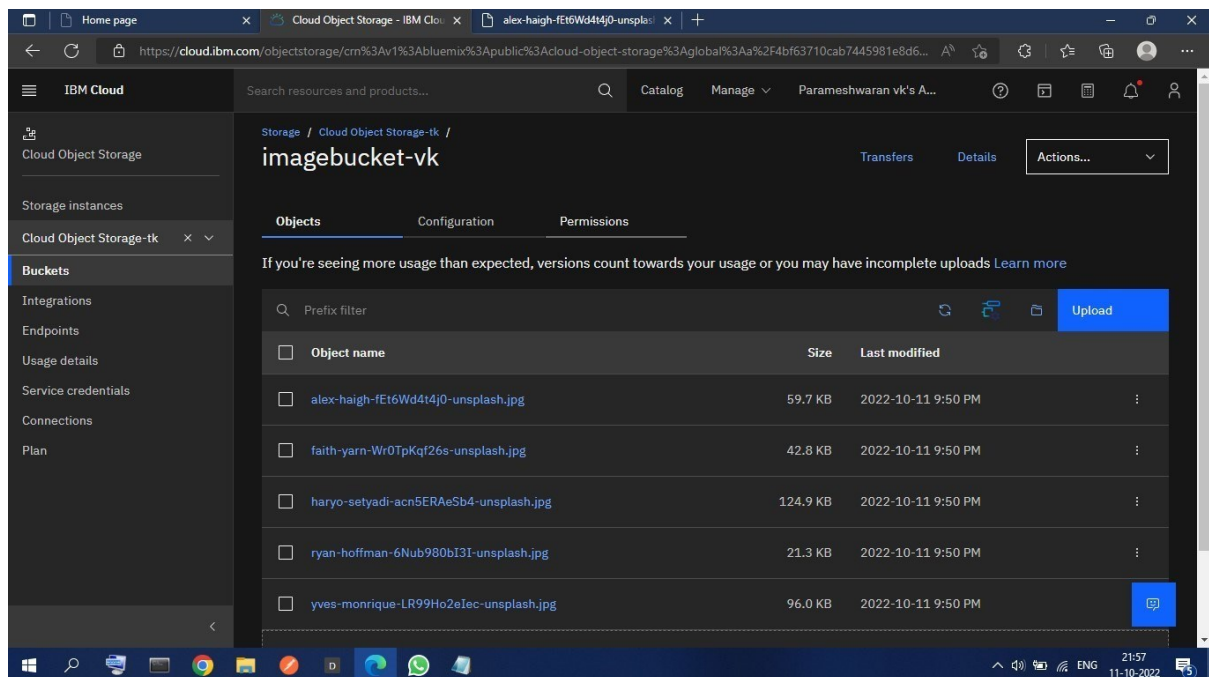 Home page
Cloud Object Storage - IBM Clou
alex-haigh-fEt6Wd4t4j0-unsplas
https://cloud.ibm.com/objectstorage/crn%3Av1%3Abluemix%3Apublic%3Acloud-object-storage%3Aglobal%3Aa%2F4bf63710cab7445981e8d6...
IBM Cloud
Search resources and products...
Catalog
Manage
Parameshwaran vk's A...
Cloud Object Storage
Storage instances
Cloud Object Storage-tk
Buckets
Integrations
Endpoints
Usage details
Service credentials
Connections
Plan
Storage / Cloud Object Storage-tk /
imagebucket-vk
Transfers
Details
Actions...
Objects
Configuration
Permissions
If you're seeing more usage than expected, versions count towards your usage or you may have incomplete uploads Learn more
Prefix filter
Upload
Object name Size Last modified
alex-haigh-fEt6Wd4t4j0-unsplash.jpg 59.7 KB 2022-10-11 9:50 PM
faith-yarn-Wr0TpKqf26s-unsplash.jpg 42.8 KB 2022-10-11 9:50 PM
haryo-setyadi-acn5ERAeSb4-unsplash.jpg 124.9 KB 2022-10-11 9:50 PM
ryan-hoffman-6Nub980bI3I-unsplash.jpg 21.3 KB 2022-10-11 9:50 PM
yves-monrique-LR99Ho2eIec-unsplash.jpg 96.0 KB 2022-10-11 9:50 PM
D
ENG
21:57
11-10-2022
5